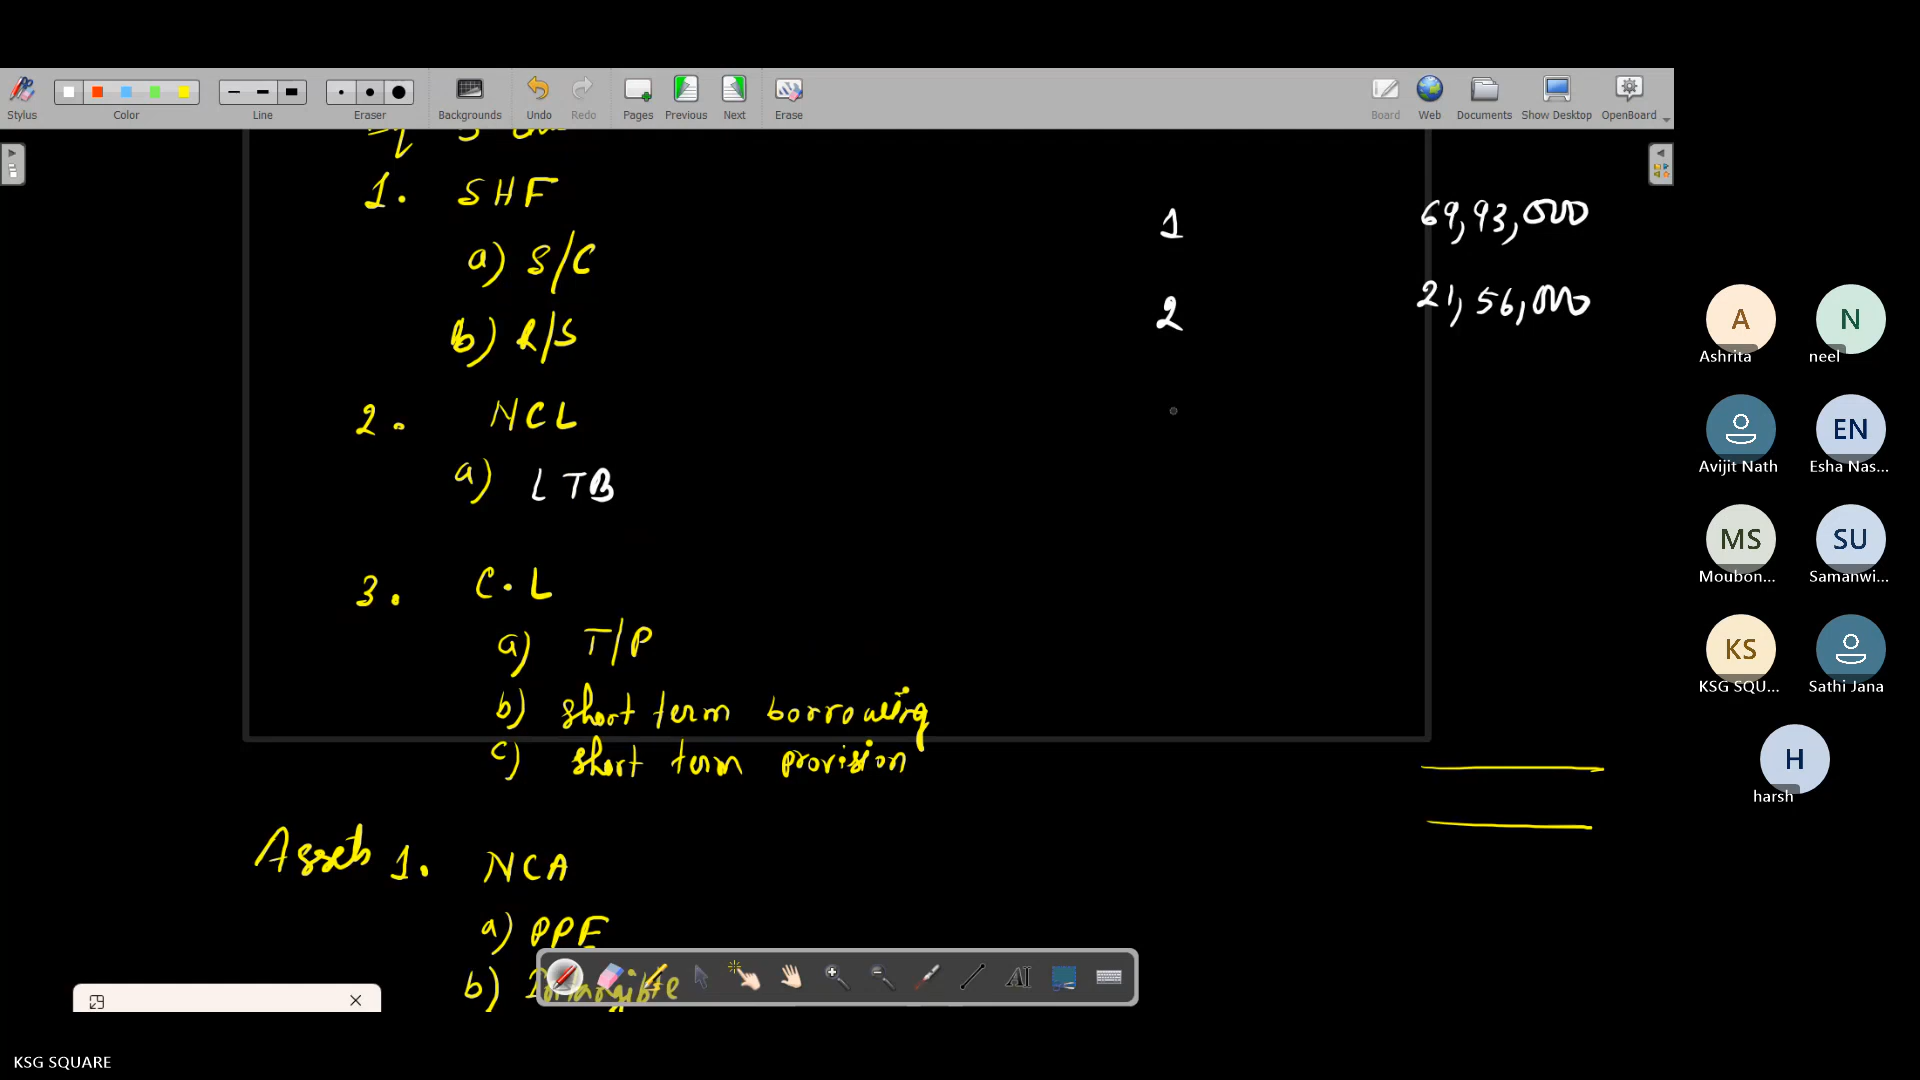 Stylus Color Line Eraser Backgrounds Undo Redo Pages Previous Next Erase Board Web Documents Show Desktop OpenBoard
1. SHF
a) S/C 1 69,93,000
b) R/S 2 21,56,000
2. NCL
a) LTB
3. C.L
a) T/P
b) short term borrowing
c) short term provision
Assets 1. NCA
a) PPE
b) Intangible
AI
A N
Ashrita neel
EN
Avijit Nath Esha Nas...
MS SU
Moubon... Samanwi...
KS
KSG SQU... Sathi Jana
H
harsh
KSG SQUARE